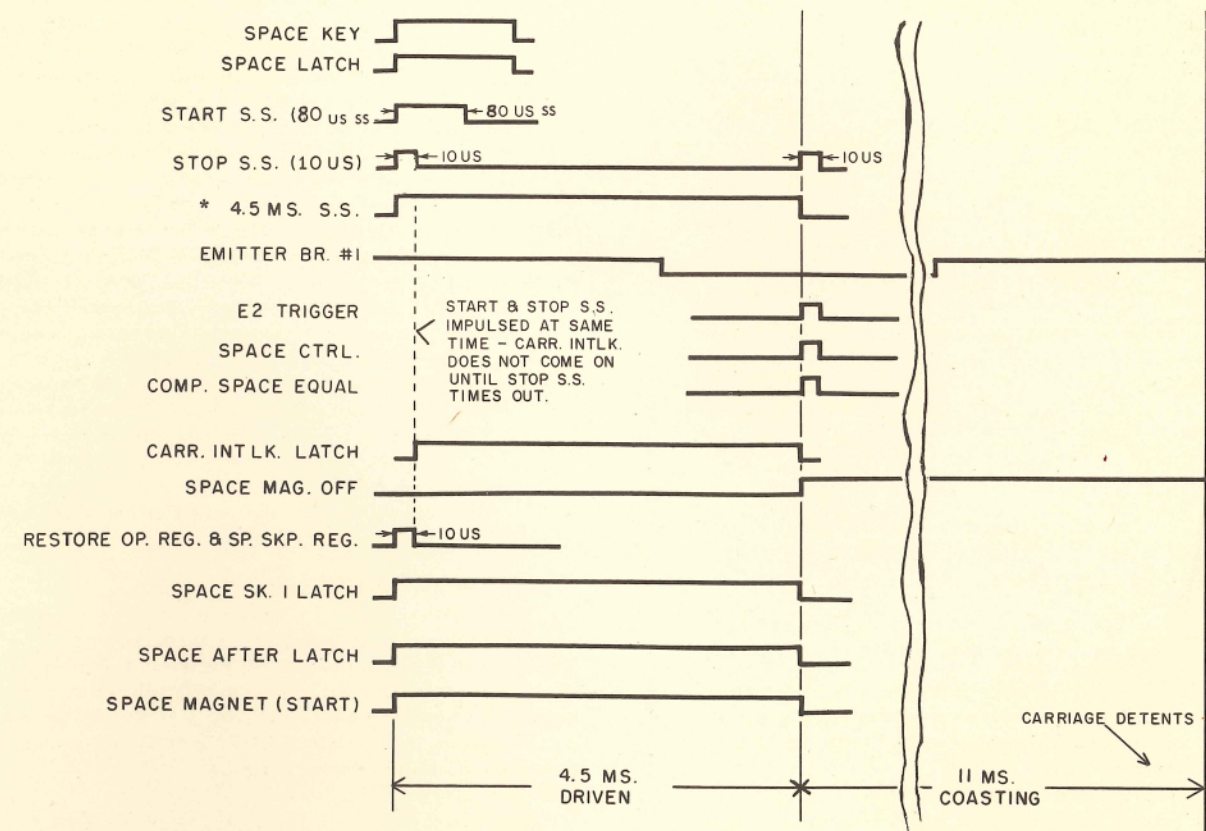 SPACE KEY
SPACE LATCH
START S.S. (80 US SS
80 US SS
STOP S.S. (10 US)
10 US
10 US
* 4.5 MS. S.S.
EMITTER BR. #1
E2 TRIGGER
SPACE CTRL.
COMP. SPACE EQUAL
START & STOP S.S.
IMPULSED AT SAME
TIME - CARR. INTLK.
DOES NOT COME ON
UNTIL STOP S.S.
TIMES OUT.
CARR. INTLK. LATCH
SPACE MAG. OFF
RESTORE OP. REG. & SP. SKP. REG.
10 US
SPACE SK. I LATCH
SPACE AFTER LATCH
SPACE MAGNET (START)
CARRIAGE DETENTS
4.5 MS.
DRIVEN
11 MS.
COASTING